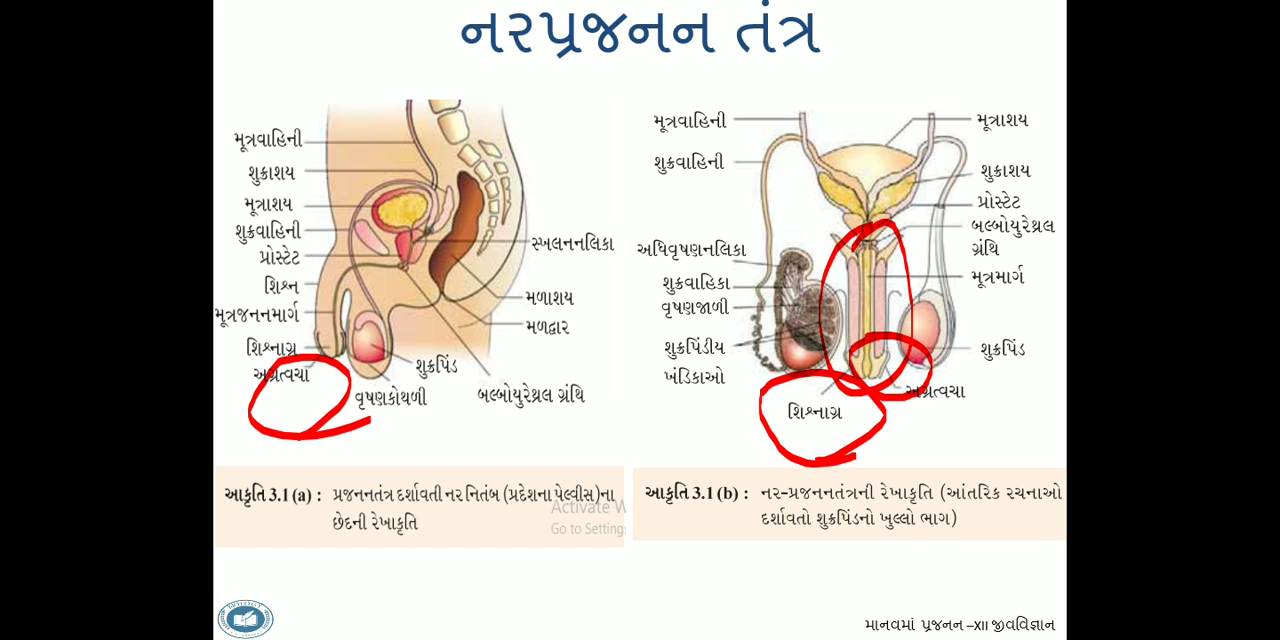 નરપ્રજનન તંત્ર
મૂત્રવાહિની
શુક્રાશય
મૂત્રાશય
શુક્રવાહિની
પ્રોસ્ટેટ
શિશ્ન
મૂત્રજનનમાર્ગ
શિશ્નાગ્ર
અગ્રત્વચા
સ્ખલનનલિકા
મળાશય
મળદ્વાર
શુક્રપિંડ
વૃષણકોથળી
બલ્બોયુરેથ્રલ ગ્રંથિ
મૂત્રવાહિની
શુક્રવાહિની
અધિવૃષણનલિકા
શુક્રવાહિકા
વૃષણજાળી
શુક્રપિંડીય
ખંડિકાઓ
શિશ્નાગ્ર
મૂત્રાશય
શુક્રાશય
પ્રોસ્ટેટ
બલ્બોયુરેથ્રલ
ગ્રંથિ
મૂત્રમાર્ગ
શુક્રપિંડ
અગ્રત્વચા
આકૃતિ 3.1 (a) : પ્રજનનતંત્ર દર્શાવતી નર નિતંબ (પ્રદેશના પેલ્વીસ)ના
છેદની રેખાકૃતિ
Activate W
Go to Setting
આકૃતિ 3.1 (b) : નર-પ્રજનનતંત્રની રેખાકૃતિ (આંતરિક રચનાઓ
દર્શાવતો શુક્રપિંડનો ખુલ્લો ભાગ)
માનવમાં પ્રજનન –XII જીવવિજ્ઞાન